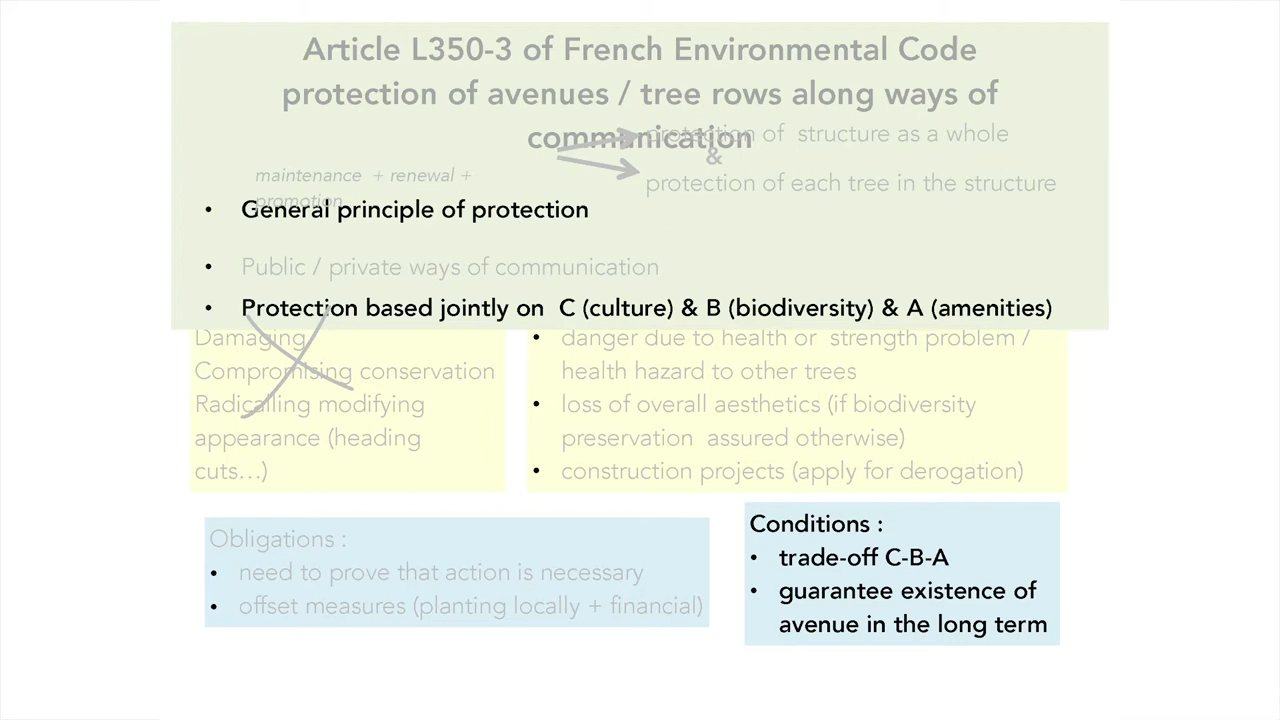 Article L350-3 of French Environmental Code
protection of avenues / tree rows along ways of
communication
protection of structure as a whole
&
protection of each tree in the structure
maintenance + renewal +
promotion
• General principle of protection
• Public / private ways of communication
• Protection based jointly on C (culture) & B (biodiversity) & A (amenities)
Damaging
Compromising conservation
Radicalling modifying
appearance (heading
cuts...)
• danger due to health or strength problem /
health hazard to other trees
• loss of overall aesthetics (if biodiversity
preservation assured otherwise)
• construction projects (apply for derogation)
Obligations :
• need to prove that action is necessary
• offset measures (planting locally + financial)
Conditions :
• trade-off C-B-A
• guarantee existence of
avenue in the long term